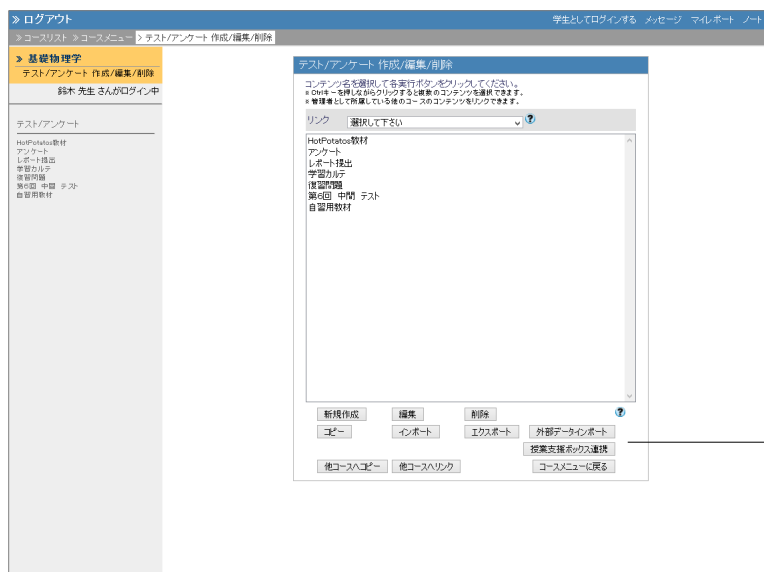 ≫ ログアウト
学生としてログインする メッセージ マイレポート ノート
≫コースリスト ≫コースメニュー > テスト/アンケート 作成/編集/削除
≫ 基礎物理学
テスト/アンケート 作成/編集/削除
鈴木 先生 さんがログイン中
テスト/アンケート
HotPotatos教材
アンケート
レポート提出
学習カルテ
復習問題
第6回 中間 テスト
自習用教材
テスト/アンケート 作成/編集/削除
コンテンツ名を選択して各実行ボタンをクリックしてください。
※ Ctrlキーを押しながらクリックすると複数のコンテンツを選択できます。
※ 管理者として所属している他のコースのコンテンツをリンクできます。
リンク 選択して下さい ?
HotPotatos教材
アンケート
レポート提出
学習カルテ
復習問題
第6回 中間 テスト
自習用教材
新規作成 編集 削除 ?
コピー インポート エクスポート 外部データインポート
授業支援ボックス連携
他コースへコピー 他コースへリンク コースメニューに戻る